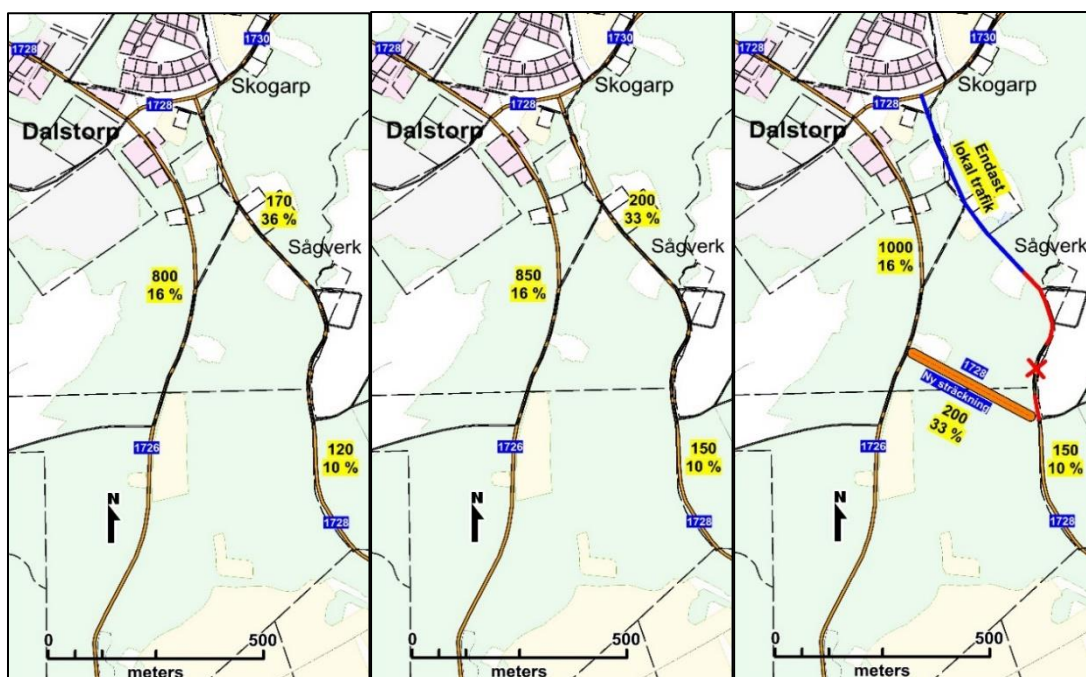 1728
1730
Skogarp
1728
Dalstorp
170
36 %
Sågverk
800
16 %
1726
120
10 %
N
1728
0
500
meters
1728
1730
Skogarp
1728
Dalstorp
200
33 %
Sågverk
850
16 %
1726
150
10 %
N
1728
0
500
meters
1728
1730
Skogarp
1728
Dalstorp
Endast
lokal trafik
Sågverk
1000
16 %
1728
Ny sträckning
200
33 %
1726
150
10 %
N
1728
0
500
meters